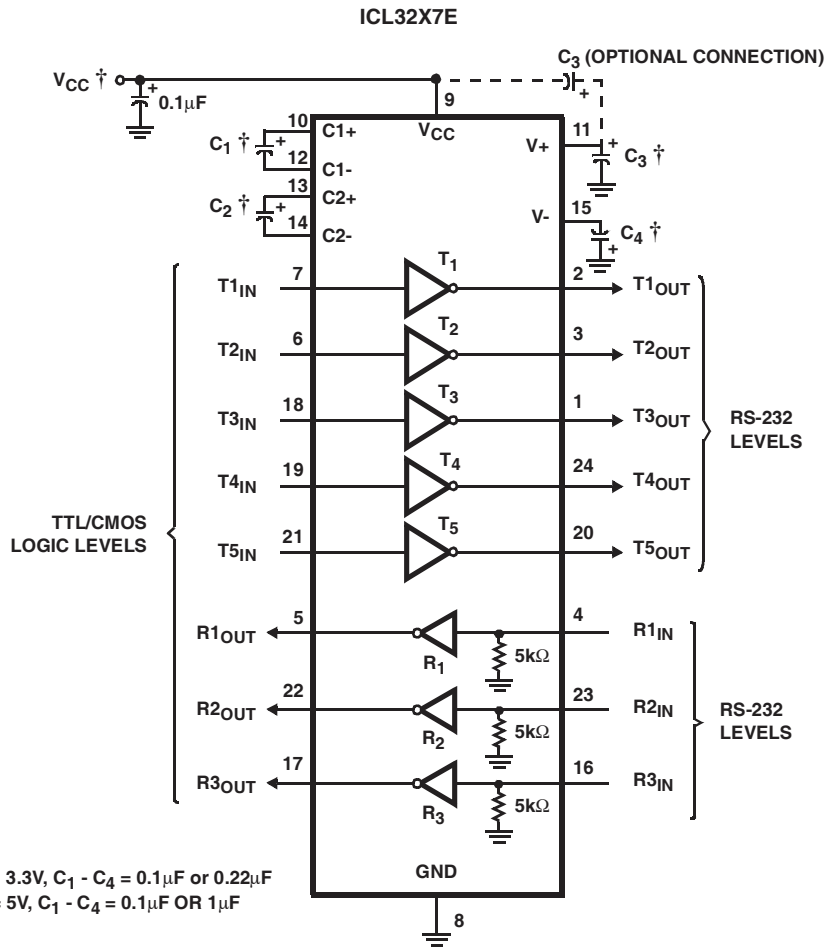 ICL32X7E
C3 (OPTIONAL CONNECTION)
VCC †
+
0.1μF
9
VCC
+
10
C1+
C1 †
+
12
C1-
13
C2+
C2 †
+
14
C2-
11
V+
+
C3 †
15
V-
C4 †
+
T1IN
7
T1
2
T1OUT
T2IN
6
T2
3
T2OUT
T3IN
18
T3
1
T3OUT
T4IN
19
T4
24
T4OUT
T5IN
21
T5
20
T5OUT
RS-232
LEVELS
TTL/CMOS
LOGIC LEVELS
R1OUT
5
R1
5kΩ
4
R1IN
R2OUT
22
R2
5kΩ
23
R2IN
R3OUT
17
R3
5kΩ
16
R3IN
RS-232
LEVELS
GND
8
3.3V, C1 - C4 = 0.1μF or 0.22μF
5V, C1 - C4 = 0.1μF OR 1μF